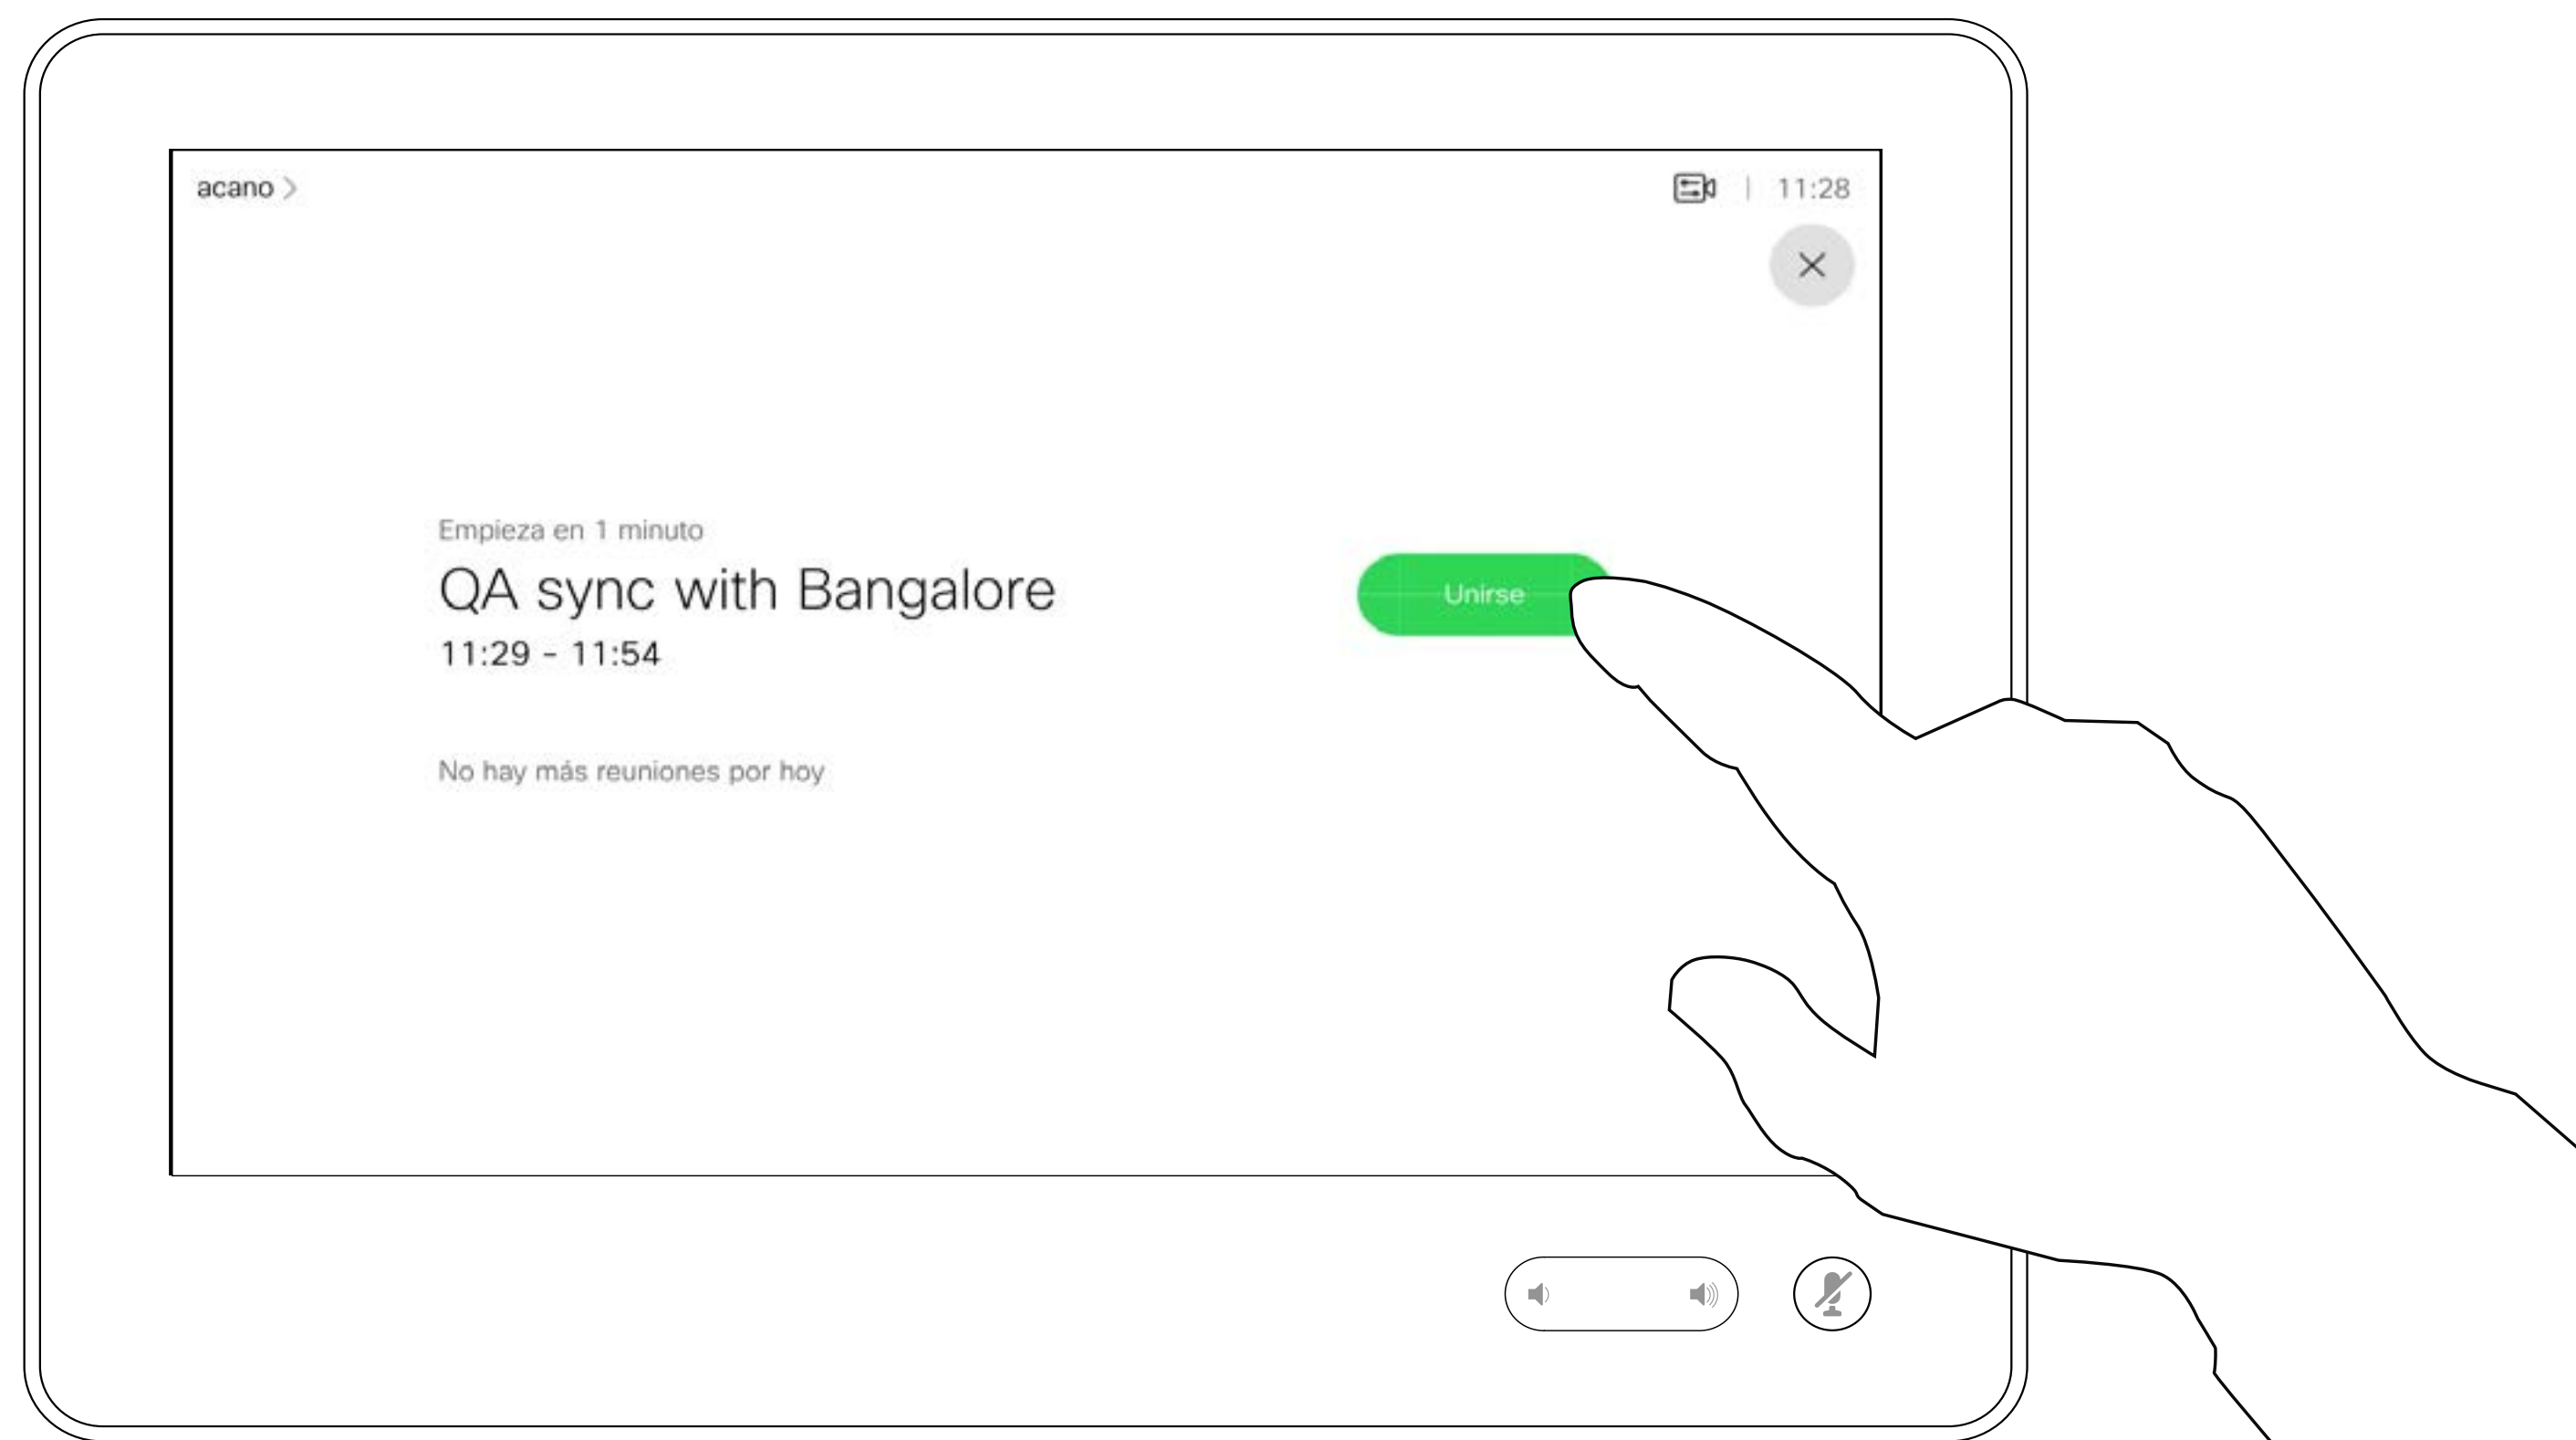 acano
11:28
Empieza en 1 minuto
QA sync with Bangalore
11:29 - 11:54
Unirse
No hay más reuniones por hoy